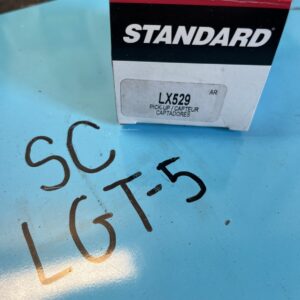 STANDARD
AR
LX529
PICK-UP / CAPTEUR
CAPTADORES
SC
LGT-5